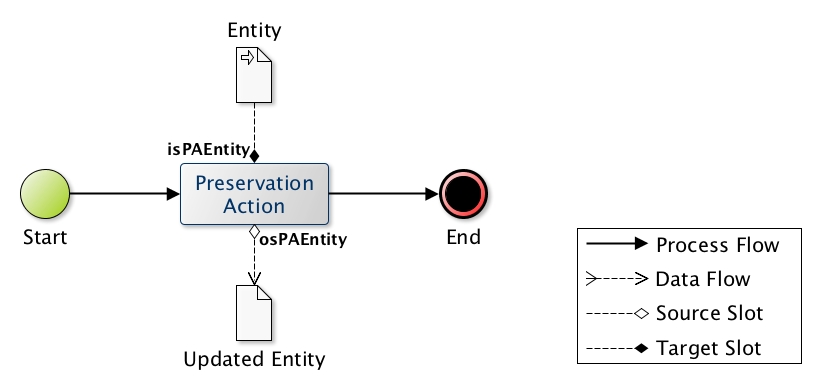 Entity
isPAEntity
Preservation
Action
osPAEntity
Start
End
Updated Entity
Process Flow
Data Flow
Source Slot
Target Slot